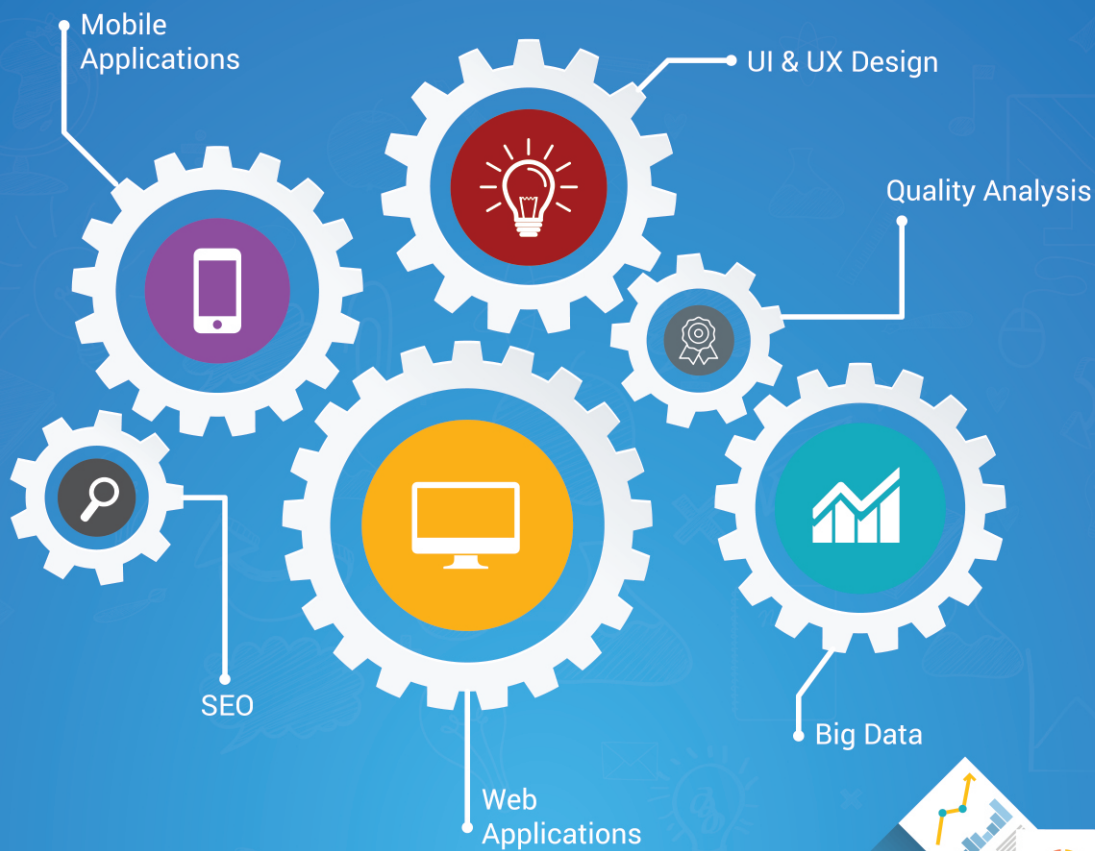 Mobile
Applications
UI & UX Design
Quality Analysis
SEO
Big Data
Web
Applications